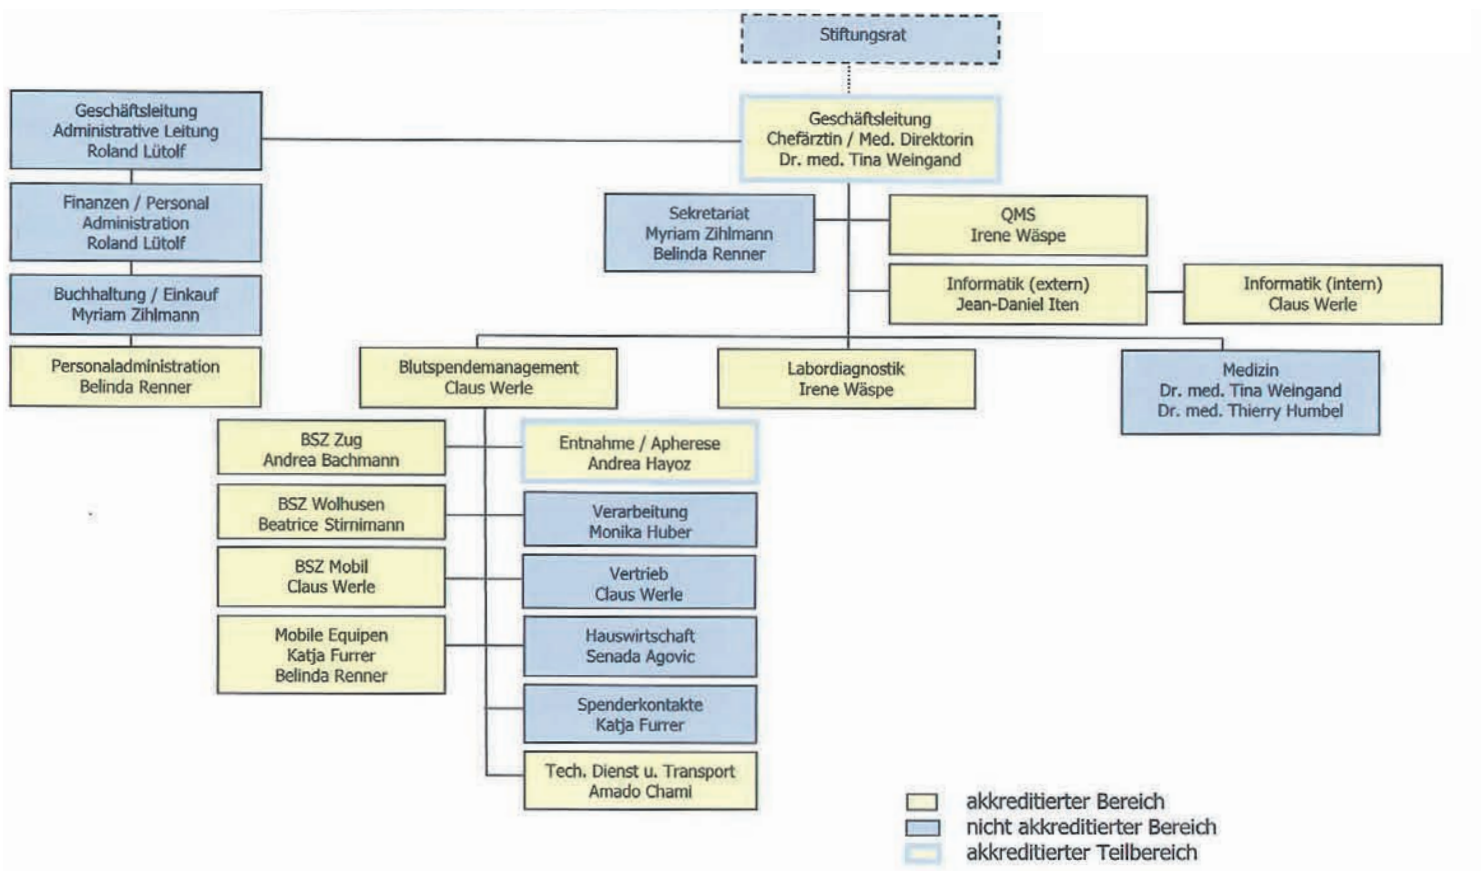 Stiftungsrat
Geschäftsleitung
Administrative Leitung
Roland Lütolf
Geschäftsleitung
Chefärztin / Med. Direktorin
Dr. med. Tina Weingand
Finanzen / Personal
Administration
Roland Lütolf
Sekretariat
Myriam Zihlmann
Belinda Renner
QMS
Irene Wäspe
Buchhaltung / Einkauf
Myriam Zihlmann
Informatik (extern)
Jean-Daniel Iten
Informatik (intern)
Claus Werle
Personaladministration
Belinda Renner
Blutspendemanagement
Claus Werle
Labordiagnostik
Irene Wäspe
Medizin
Dr. med. Tina Weingand
Dr. med. Thierry Humbel
BSZ Zug
Andrea Bachmann
Entnahme / Apherese
Andrea Hayoz
BSZ Wolhusen
Beatrice Stirnimann
Verarbeitung
Monika Huber
BSZ Mobil
Claus Werle
Vertrieb
Claus Werle
Mobile Equipen
Katja Furrer
Belinda Renner
Hauswirtschaft
Senada Agovic
Spenderkontakte
Katja Furrer
Tech. Dienst u. Transport
Amado Chami
akkreditierter Bereich
nicht akkreditierter Bereich
akkreditierter Teilbereich